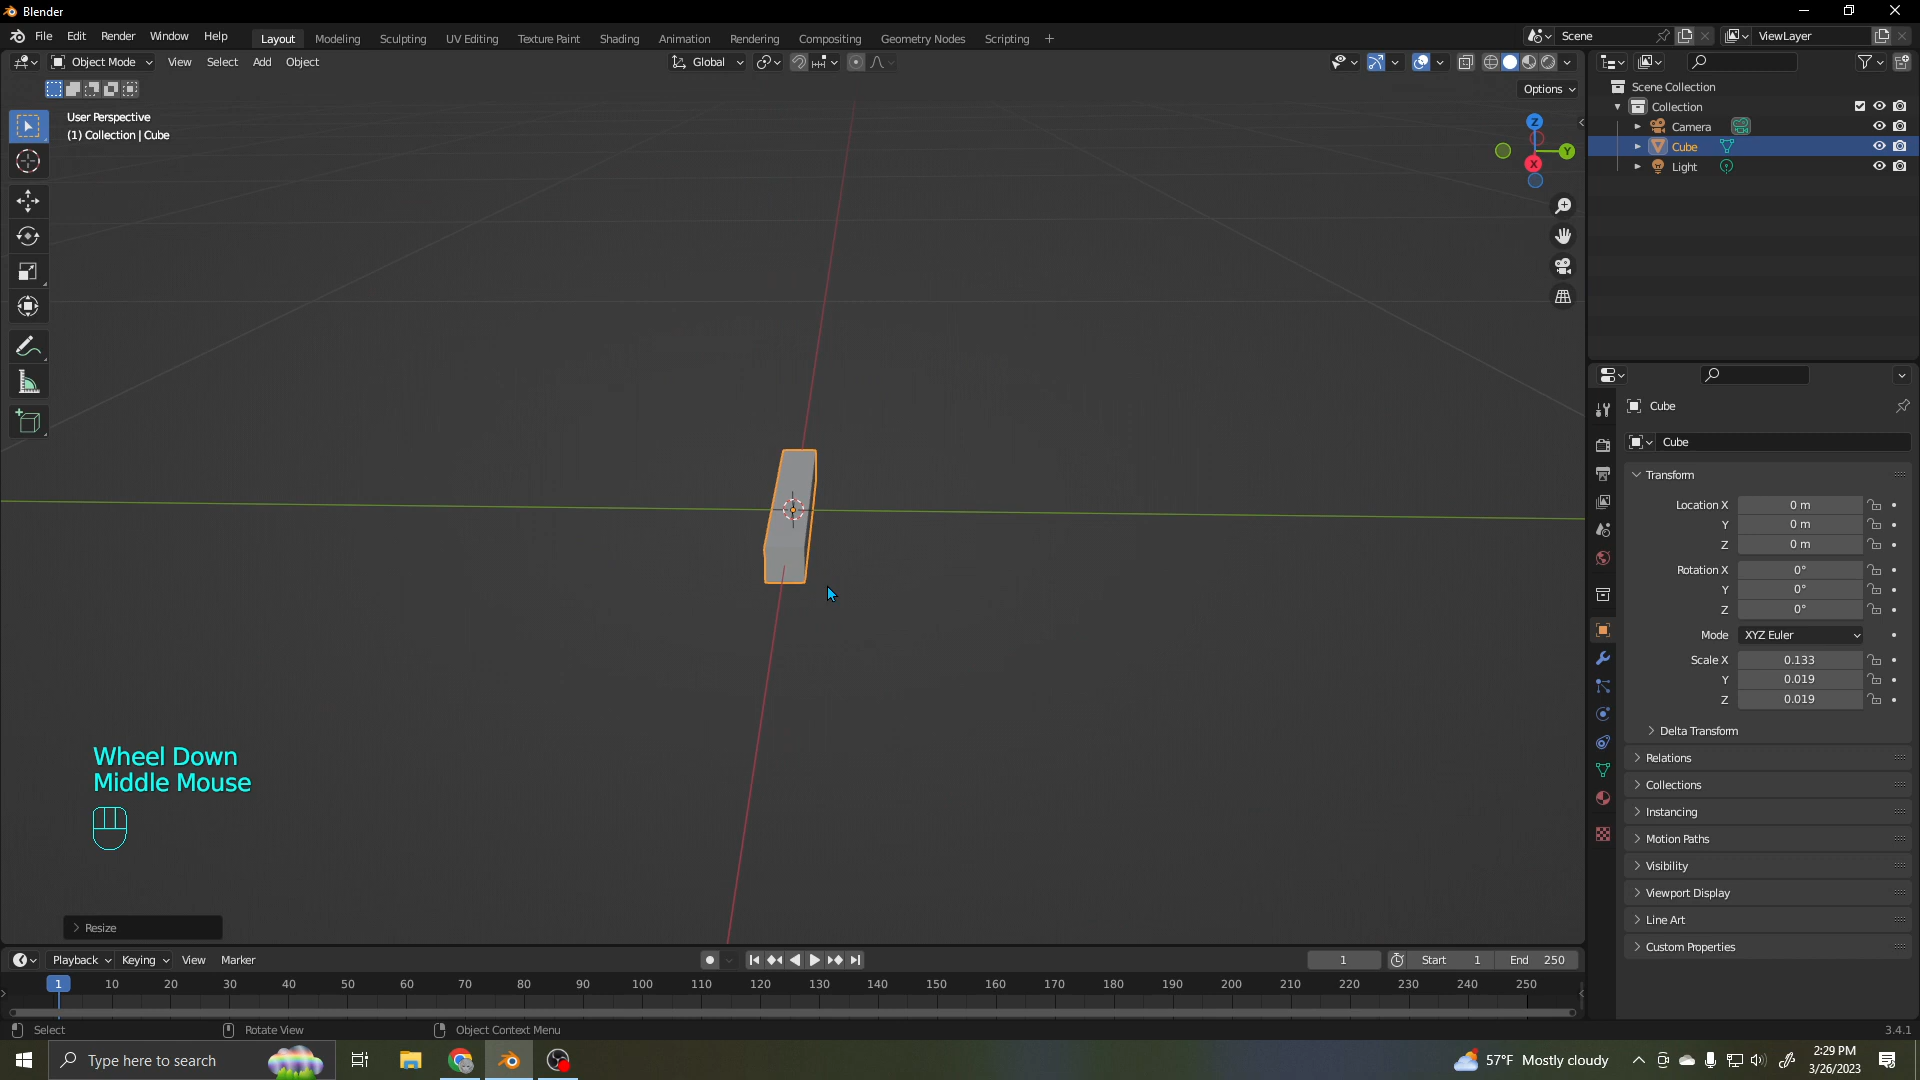 Blender
File Edit Render Window Help Layout Modeling Sculpting UV Editing Texture Paint Shading Animation Rendering Compositing Geometry Nodes Scripting + Scene ViewLayer
Object Mode View Select Add Object Global
Options
User Perspective
(1) Collection | Cube
Z
Y
X
Scene Collection
Collection
Camera
Cube
Light
Cube
Cube
Transform
Location X 0 m
Y 0 m
Z 0 m
Rotation X 0°
Y 0°
Z 0°
Mode XYZ Euler
Scale X 0.133
Y 0.019
Z 0.019
Delta Transform
Relations
Collections
Instancing
Motion Paths
Visibility
Viewport Display
Line Art
Custom Properties
Wheel Down
Middle Mouse
Resize
Playback Keying View Marker 1 Start 1 End 250
1 10 20 30 40 50 60 70 80 90 100 110 120 130 140 150 160 170 180 190 200 210 220 230 240 250
Select Rotate View Object Context Menu 3.4.1
Type here to search 57°F Mostly cloudy 2:29 PM
3/26/2023